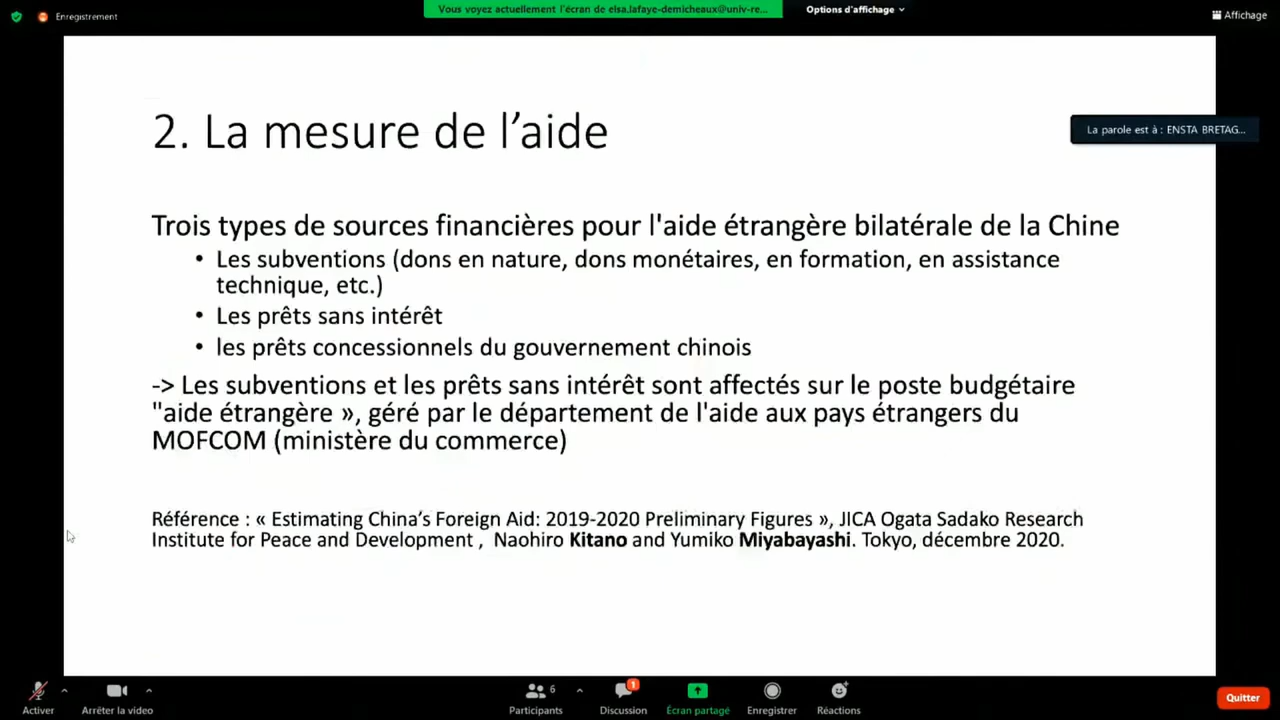 Enregistrement
Vous voyez actuellement l'écran de elsa.lafaye-demicheaux@univ-re...
Options d'affichage
Affichage
2. La mesure de l’aide
La parole est à : ENSTA BRETAG...
Trois types de sources financières pour l'aide étrangère bilatérale de la Chine
• Les subventions (dons en nature, dons monétaires, en formation, en assistance
technique, etc.)
• Les prêts sans intérêt
• les prêts concessionnels du gouvernement chinois
-> Les subventions et les prêts sans intérêt sont affectés sur le poste budgétaire
"aide étrangère », géré par le département de l'aide aux pays étrangers du
MOFCOM (ministère du commerce)
Référence : « Estimating China’s Foreign Aid: 2019-2020 Preliminary Figures », JICA Ogata Sadako Research
Institute for Peace and Development , Naohiro Kitano and Yumiko Miyabayashi. Tokyo, décembre 2020.
Activer
Arrêter la video
6
Participants
1
Discussion
Écran partagé
Enregistrer
Réactions
Quitter